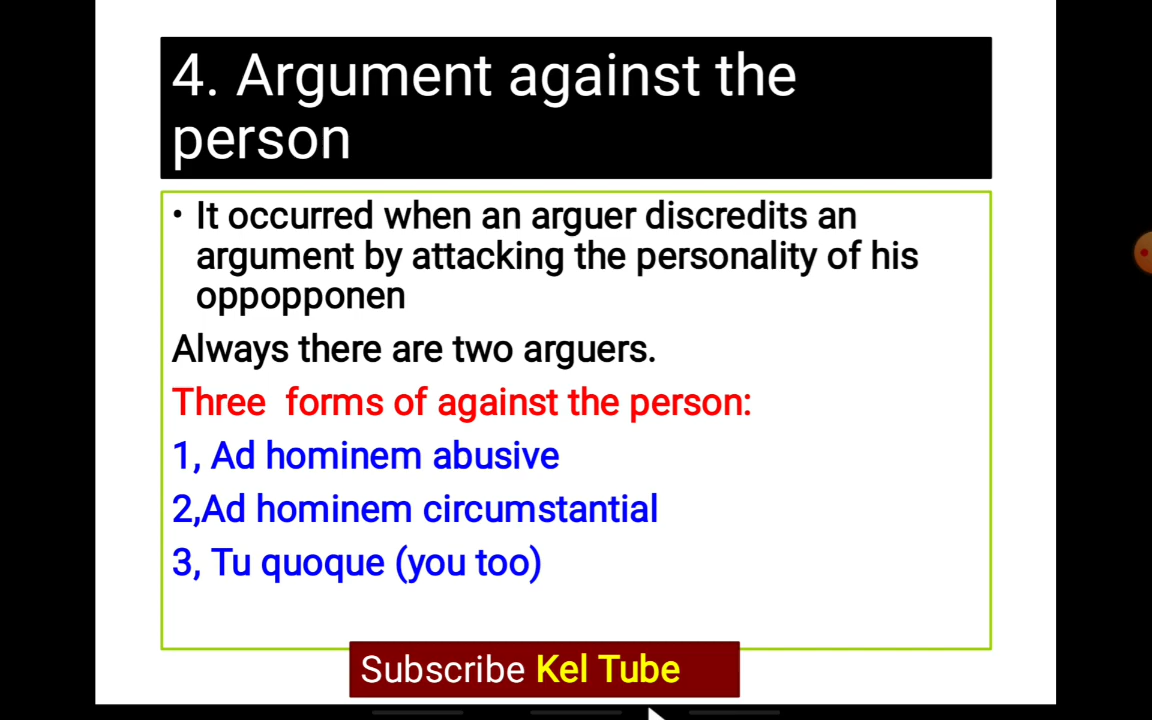 4. Argument against the
person
• It occurred when an arguer discredits an
argument by attacking the personality of his
oppopponen
Always there are two arguers.
Three forms of against the person:
1, Ad hominem abusive
2,Ad hominem circumstantial
3, Tu quoque (you too)
Subscribe Kel Tube